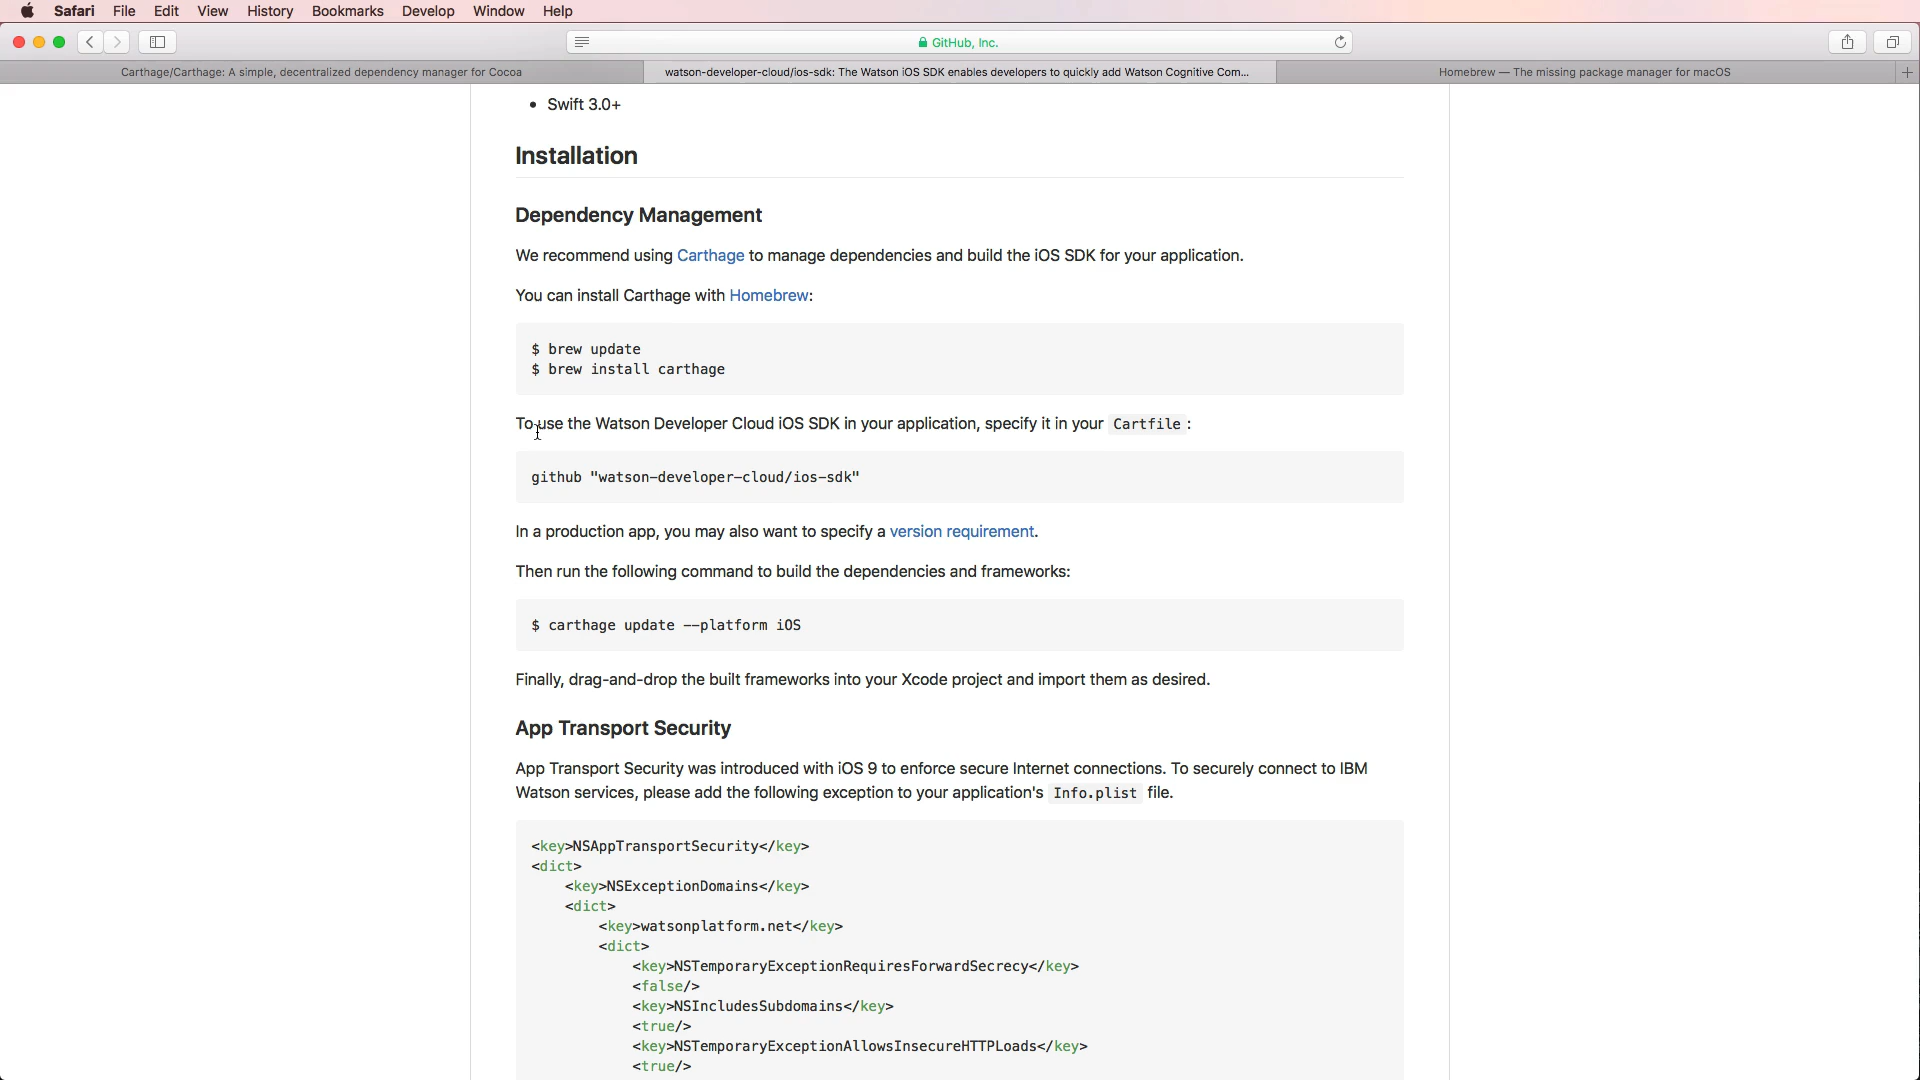 Safari File Edit View History Bookmarks Develop Window Help
GitHub, Inc.
Carthage/Carthage: A simple, decentralized dependency manager for Cocoa
watson-developer-cloud/ios-sdk: The Watson iOS SDK enables developers to quickly add Watson Cognitive Com...
Homebrew — The missing package manager for macOS
• Swift 3.0+
Installation
Dependency Management
We recommend using Carthage to manage dependencies and build the iOS SDK for your application.
You can install Carthage with Homebrew:
$ brew update
$ brew install carthage
To use the Watson Developer Cloud iOS SDK in your application, specify it in your Cartfile :
github "watson-developer-cloud/ios-sdk"
In a production app, you may also want to specify a version requirement.
Then run the following command to build the dependencies and frameworks:
$ carthage update --platform iOS
Finally, drag-and-drop the built frameworks into your Xcode project and import them as desired.
App Transport Security
App Transport Security was introduced with iOS 9 to enforce secure Internet connections. To securely connect to IBM
Watson services, please add the following exception to your application's Info.plist file.
<key>NSAppTransportSecurity</key>
<dict>
<key>NSExceptionDomains</key>
<dict>
<key>watsonplatform.net</key>
<dict>
<key>NSTemporaryExceptionRequiresForwardSecrecy</key>
<false/>
<key>NSIncludesSubdomains</key>
<true/>
<key>NSTemporaryExceptionAllowsInsecureHTTPLoads</key>
<true/>